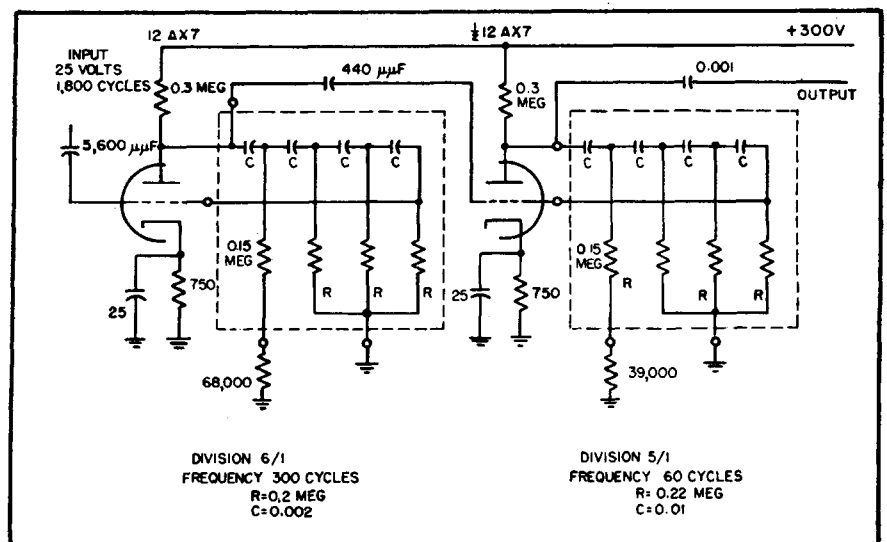 12 AX7
½ 12 AX7
+300V
INPUT
25 VOLTS
1,800 CYCLES
0.3 MEG
440 μμF
0.3
MEG
0.001
OUTPUT
5,600 μμF
C
C
C
C
C
C
C
C
0.15
MEG
R
R
R
750
25
68,000
0.15
MEG
R
R
R
750
25
39,000
DIVISION 6/1
FREQUENCY 300 CYCLES
R=0,2 MEG
C=0.002
DIVISION 5/1
FREQUENCY 60 CYCLES
R= 0.22 MEG
C=0.01